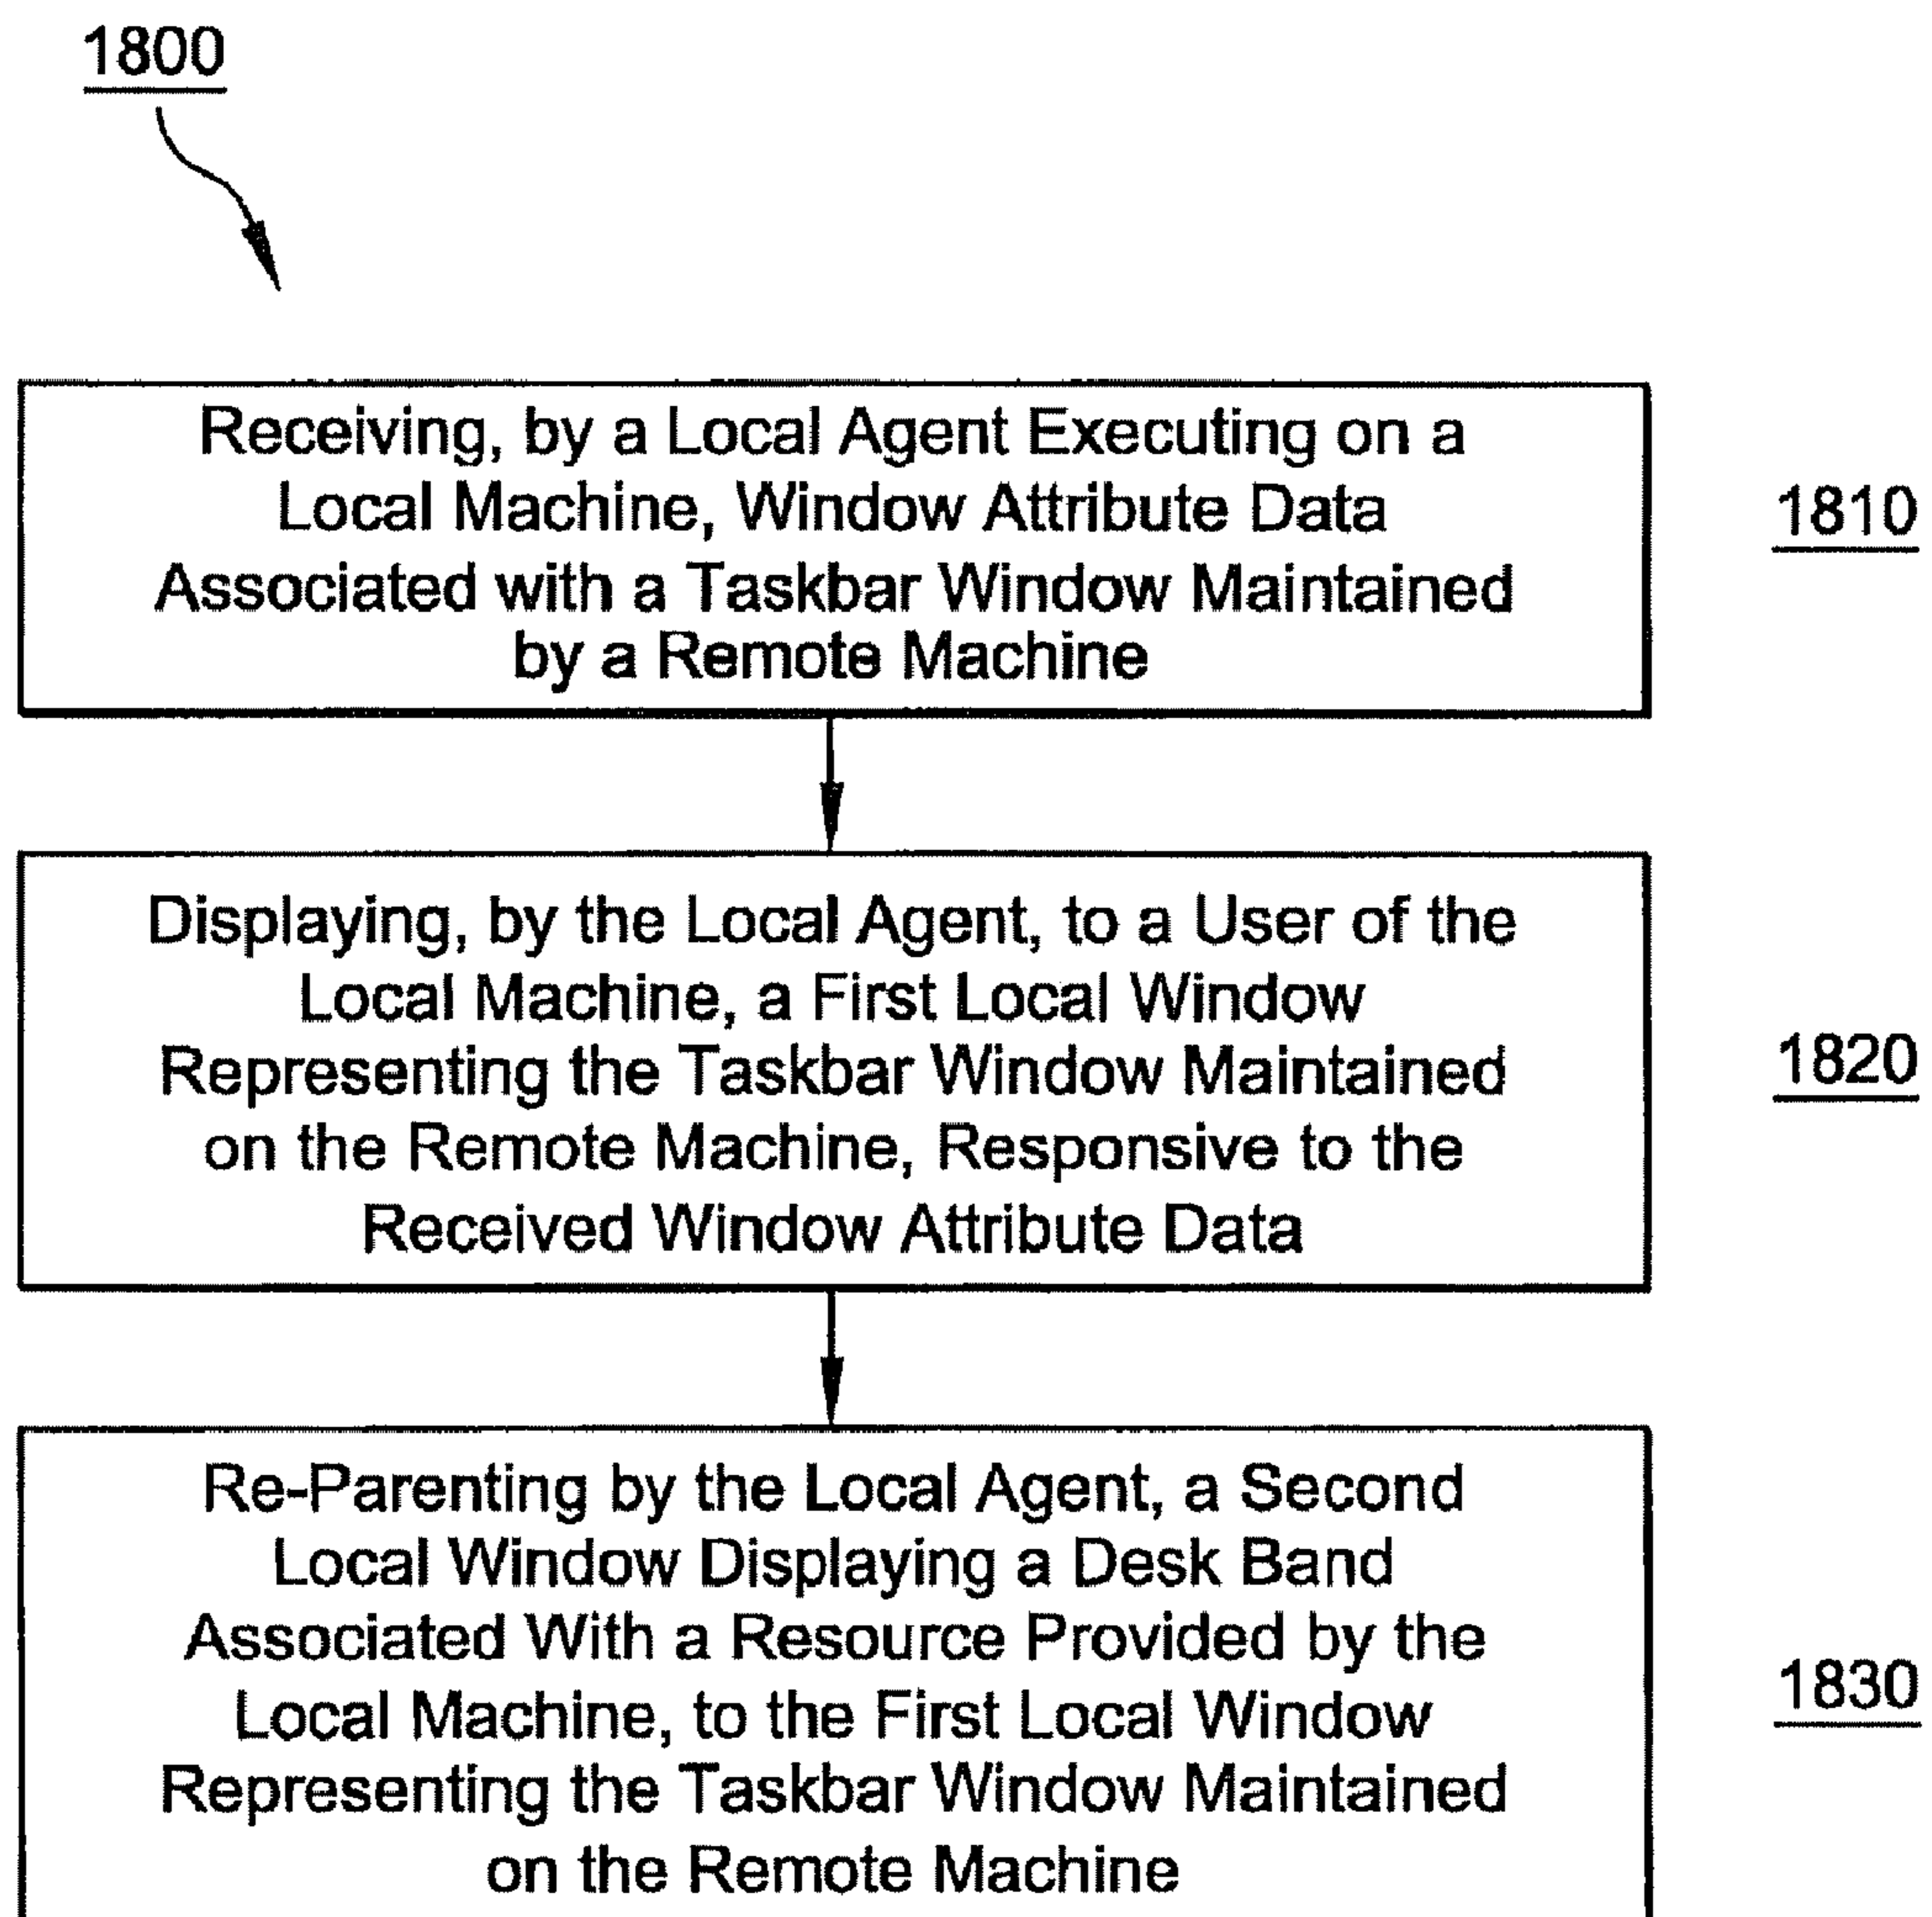 1800
Receiving, by a Local Agent Executing on a
Local Machine, Window Attribute Data
Associated with a Taskbar Window Maintained
by a Remote Machine
1810
Displaying, by the Local Agent, to a User of the
Local Machine, a First Local Window
Representing the Taskbar Window Maintained
on the Remote Machine, Responsive to the
Received Window Attribute Data
1820
Re-Parenting by the Local Agent, a Second
Local Window Displaying a Desk Band
Associated With a Resource Provided by the
Local Machine, to the First Local Window
Representing the Taskbar Window Maintained
on the Remote Machine
1830